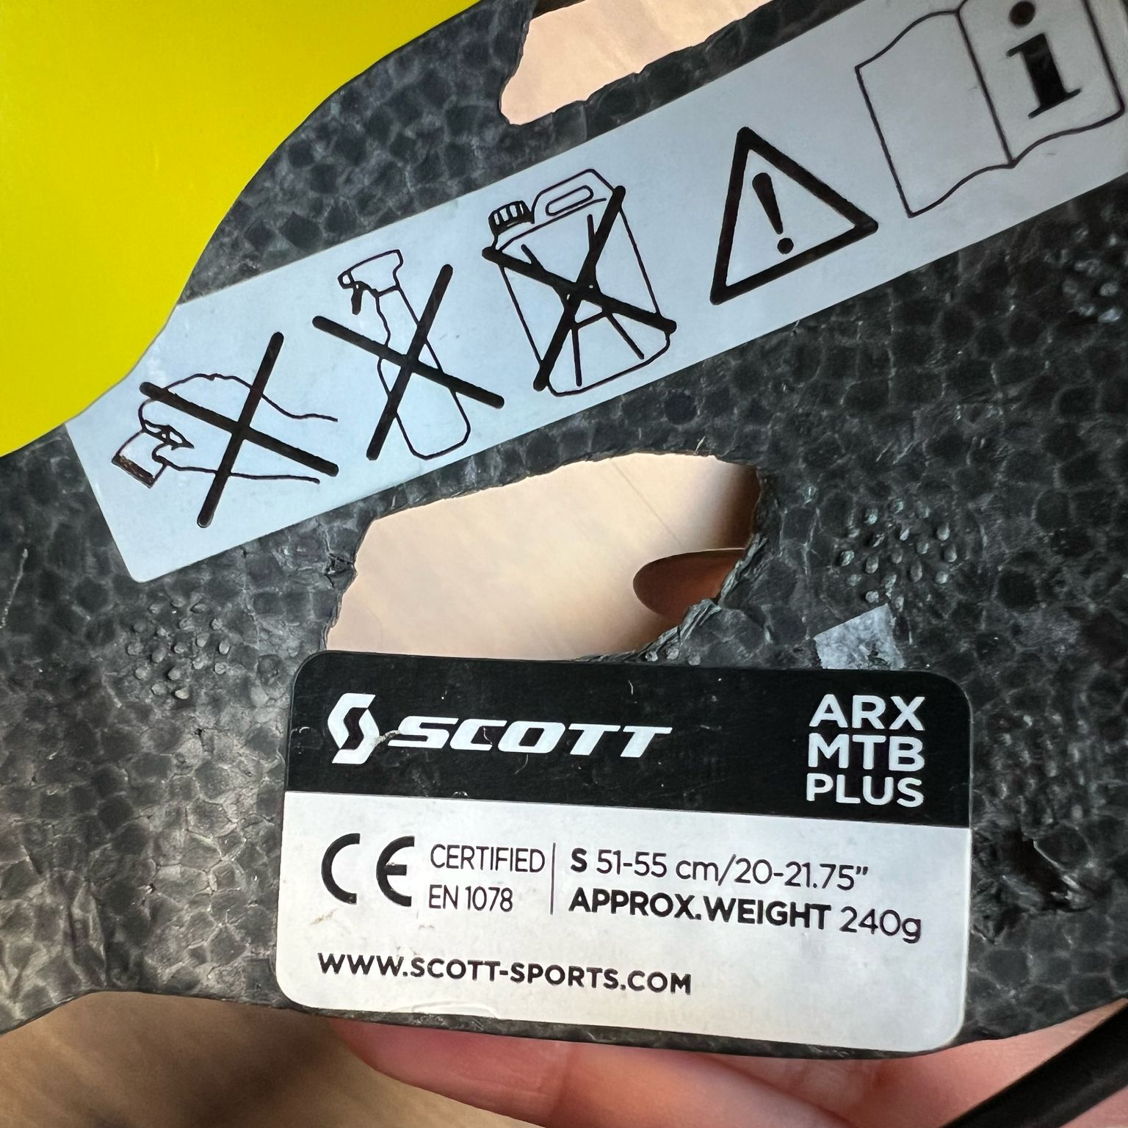 i
SCOTT
ARX
MTB
PLUS
CE CERTIFIED
EN 1078
S 51-55 cm/20-21.75”
APPROX.WEIGHT 240g
WWW.SCOTT-SPORTS.COM